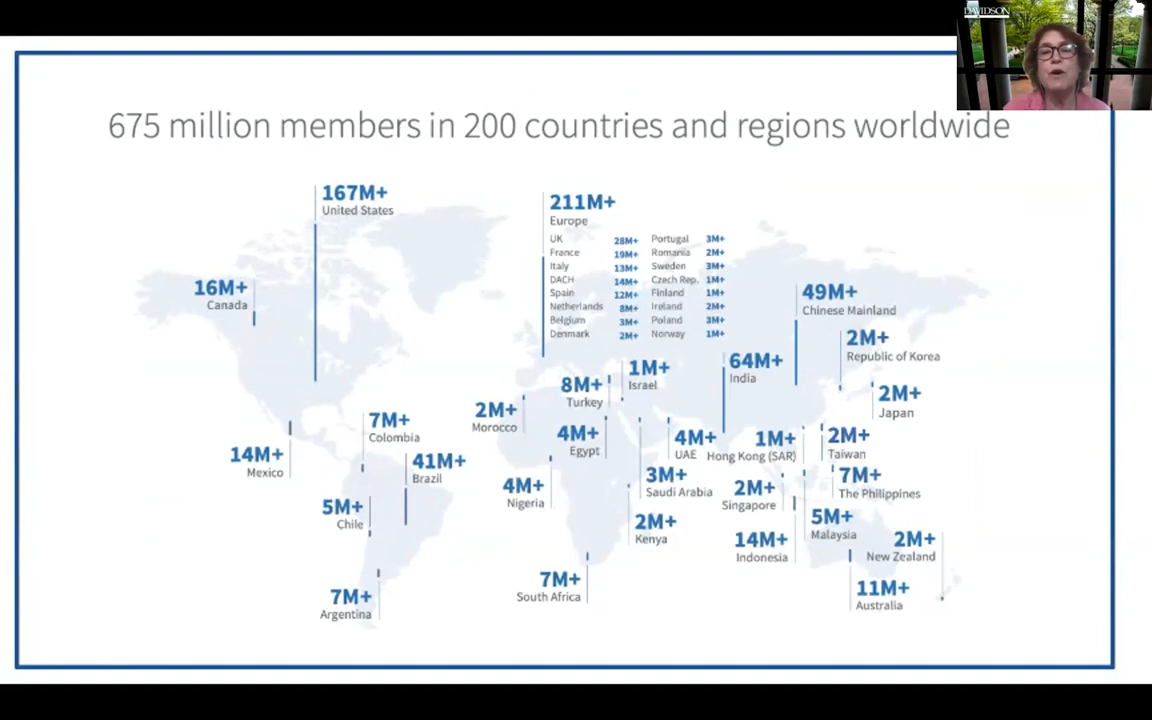 DAVIDSON
675 million members in 200 countries and regions worldwide
167M+
United States
211M+
Europe
UK 28M+ Portugal 3M+
France 19M+ Romania 2M+
Italy 13M+ Sweden 3M+
DACH 14M+ Czech Rep. 1M+
Spain 12M+ Finland 1M+
Netherlands 8M+ Ireland 2M+
Belgium 3M+ Poland 3M+
Denmark 2M+ Norway 1M+
16M+
Canada
49M+
Chinese Mainland
2M+
Republic of Korea
64M+
India
1M+
Israel
8M+
Turkey
2M+
Japan
2M+
Morocco
7M+
Colombia
4M+
Egypt
4M+
UAE
1M+
Hong Kong (SAR)
2M+
Taiwan
14M+
Mexico
41M+
Brazil
3M+
Saudi Arabia
7M+
The Philippines
4M+
Nigeria
2M+
Singapore
5M+
Chile
2M+
Kenya
5M+
Malaysia
14M+
Indonesia
2M+
New Zealand
7M+
South Africa
11M+
Australia
7M+
Argentina